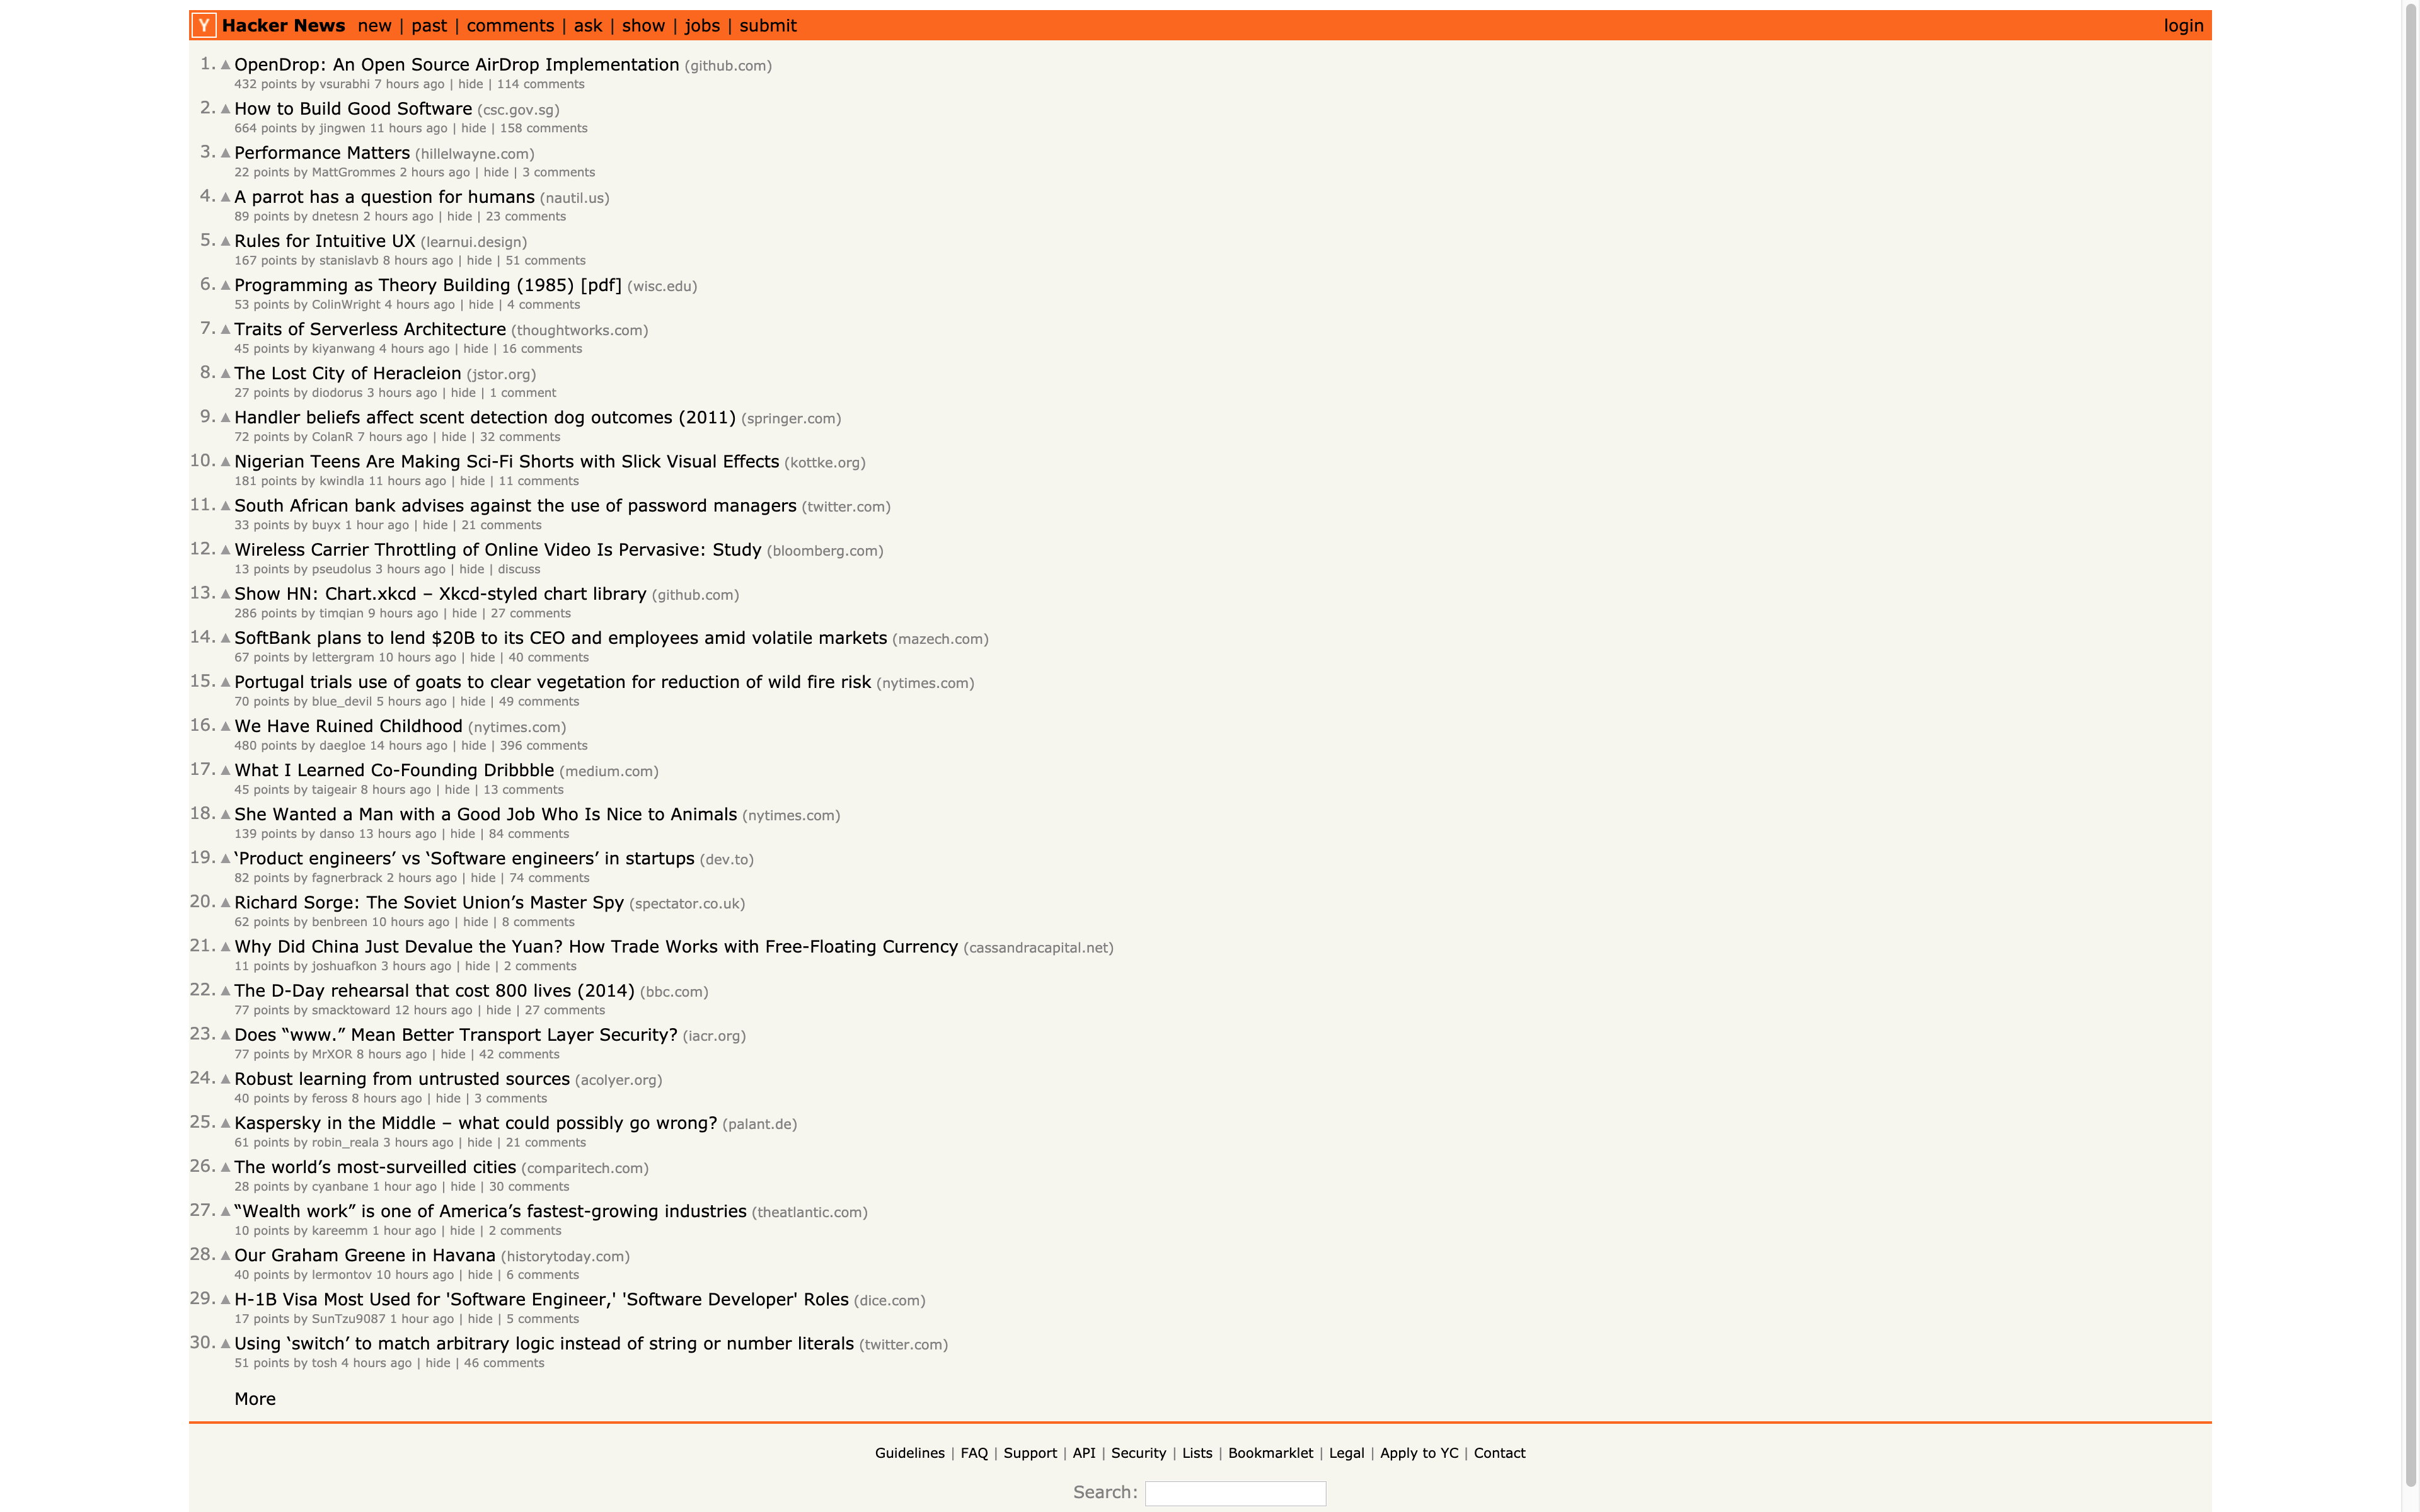 Y Hacker News new | past | comments | ask | show | jobs | submit login
1. ▲ OpenDrop: An Open Source AirDrop Implementation (github.com)
432 points by vsurabhi 7 hours ago | hide | 114 comments
2. ▲ How to Build Good Software (csc.gov.sg)
664 points by jingwen 11 hours ago | hide | 158 comments
3. ▲ Performance Matters (hillelwayne.com)
22 points by MattGrommes 2 hours ago | hide | 3 comments
4. ▲ A parrot has a question for humans (nautil.us)
89 points by dnetesn 2 hours ago | hide | 23 comments
5. ▲ Rules for Intuitive UX (learnui.design)
167 points by stanislavb 8 hours ago | hide | 51 comments
6. ▲ Programming as Theory Building (1985) [pdf] (wisc.edu)
53 points by ColinWright 4 hours ago | hide | 4 comments
7. ▲ Traits of Serverless Architecture (thoughtworks.com)
45 points by kiyanwang 4 hours ago | hide | 16 comments
8. ▲ The Lost City of Heracleion (jstor.org)
27 points by diodorus 3 hours ago | hide | 1 comment
9. ▲ Handler beliefs affect scent detection dog outcomes (2011) (springer.com)
72 points by ColanR 7 hours ago | hide | 32 comments
10. ▲ Nigerian Teens Are Making Sci-Fi Shorts with Slick Visual Effects (kottke.org)
181 points by kwindla 11 hours ago | hide | 11 comments
11. ▲ South African bank advises against the use of password managers (twitter.com)
33 points by buyx 1 hour ago | hide | 21 comments
12. ▲ Wireless Carrier Throttling of Online Video Is Pervasive: Study (bloomberg.com)
13 points by pseudolus 3 hours ago | hide | discuss
13. ▲ Show HN: Chart.xkcd – Xkcd-styled chart library (github.com)
286 points by timqian 9 hours ago | hide | 27 comments
14. ▲ SoftBank plans to lend $20B to its CEO and employees amid volatile markets (mazech.com)
67 points by lettergram 10 hours ago | hide | 40 comments
15. ▲ Portugal trials use of goats to clear vegetation for reduction of wild fire risk (nytimes.com)
70 points by blue_devil 5 hours ago | hide | 49 comments
16. ▲ We Have Ruined Childhood (nytimes.com)
480 points by daegloe 14 hours ago | hide | 396 comments
17. ▲ What I Learned Co-Founding Dribbble (medium.com)
45 points by taigeair 8 hours ago | hide | 13 comments
18. ▲ She Wanted a Man with a Good Job Who Is Nice to Animals (nytimes.com)
139 points by danso 13 hours ago | hide | 84 comments
19. ▲ ‘Product engineers’ vs ‘Software engineers’ in startups (dev.to)
82 points by fagnerbrack 2 hours ago | hide | 74 comments
20. ▲ Richard Sorge: The Soviet Union’s Master Spy (spectator.co.uk)
62 points by benbreen 10 hours ago | hide | 8 comments
21. ▲ Why Did China Just Devalue the Yuan? How Trade Works with Free-Floating Currency (cassandracapital.net)
11 points by joshuafkon 3 hours ago | hide | 2 comments
22. ▲ The D-Day rehearsal that cost 800 lives (2014) (bbc.com)
77 points by smacktoward 12 hours ago | hide | 27 comments
23. ▲ Does “www.” Mean Better Transport Layer Security? (iacr.org)
77 points by MrXOR 8 hours ago | hide | 42 comments
24. ▲ Robust learning from untrusted sources (acolyer.org)
40 points by feross 8 hours ago | hide | 3 comments
25. ▲ Kaspersky in the Middle – what could possibly go wrong? (palant.de)
61 points by robin_reala 3 hours ago | hide | 21 comments
26. ▲ The world’s most-surveilled cities (comparitech.com)
28 points by cyanbane 1 hour ago | hide | 30 comments
27. ▲ “Wealth work” is one of America’s fastest-growing industries (theatlantic.com)
10 points by kareemm 1 hour ago | hide | 2 comments
28. ▲ Our Graham Greene in Havana (historytoday.com)
40 points by lermontov 10 hours ago | hide | 6 comments
29. ▲ H-1B Visa Most Used for 'Software Engineer,' 'Software Developer' Roles (dice.com)
17 points by SunTzu9087 1 hour ago | hide | 5 comments
30. ▲ Using ‘switch’ to match arbitrary logic instead of string or number literals (twitter.com)
51 points by tosh 4 hours ago | hide | 46 comments
More
Guidelines | FAQ | Support | API | Security | Lists | Bookmarklet | Legal | Apply to YC | Contact
Search: